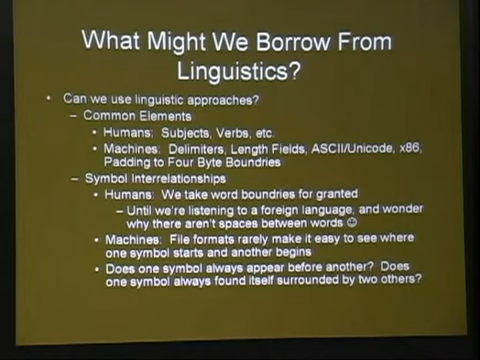 What Might We Borrow From
Linguistics?
• Can we use linguistic approaches?
– Common Elements
• Humans: Subjects, Verbs, etc.
• Machines: Delimiters, Length Fields, ASCII/Unicode, x86,
Padding to Four Byte Boundries
– Symbol Interrelationships
• Humans: We take word boundries for granted
– Until we're listening to a foreign language, and wonder
why there aren't spaces between words ☺
• Machines: File formats rarely make it easy to see where
one symbol starts and another begins
• Does one symbol always appear before another? Does
one symbol always found itself surrounded by two others?